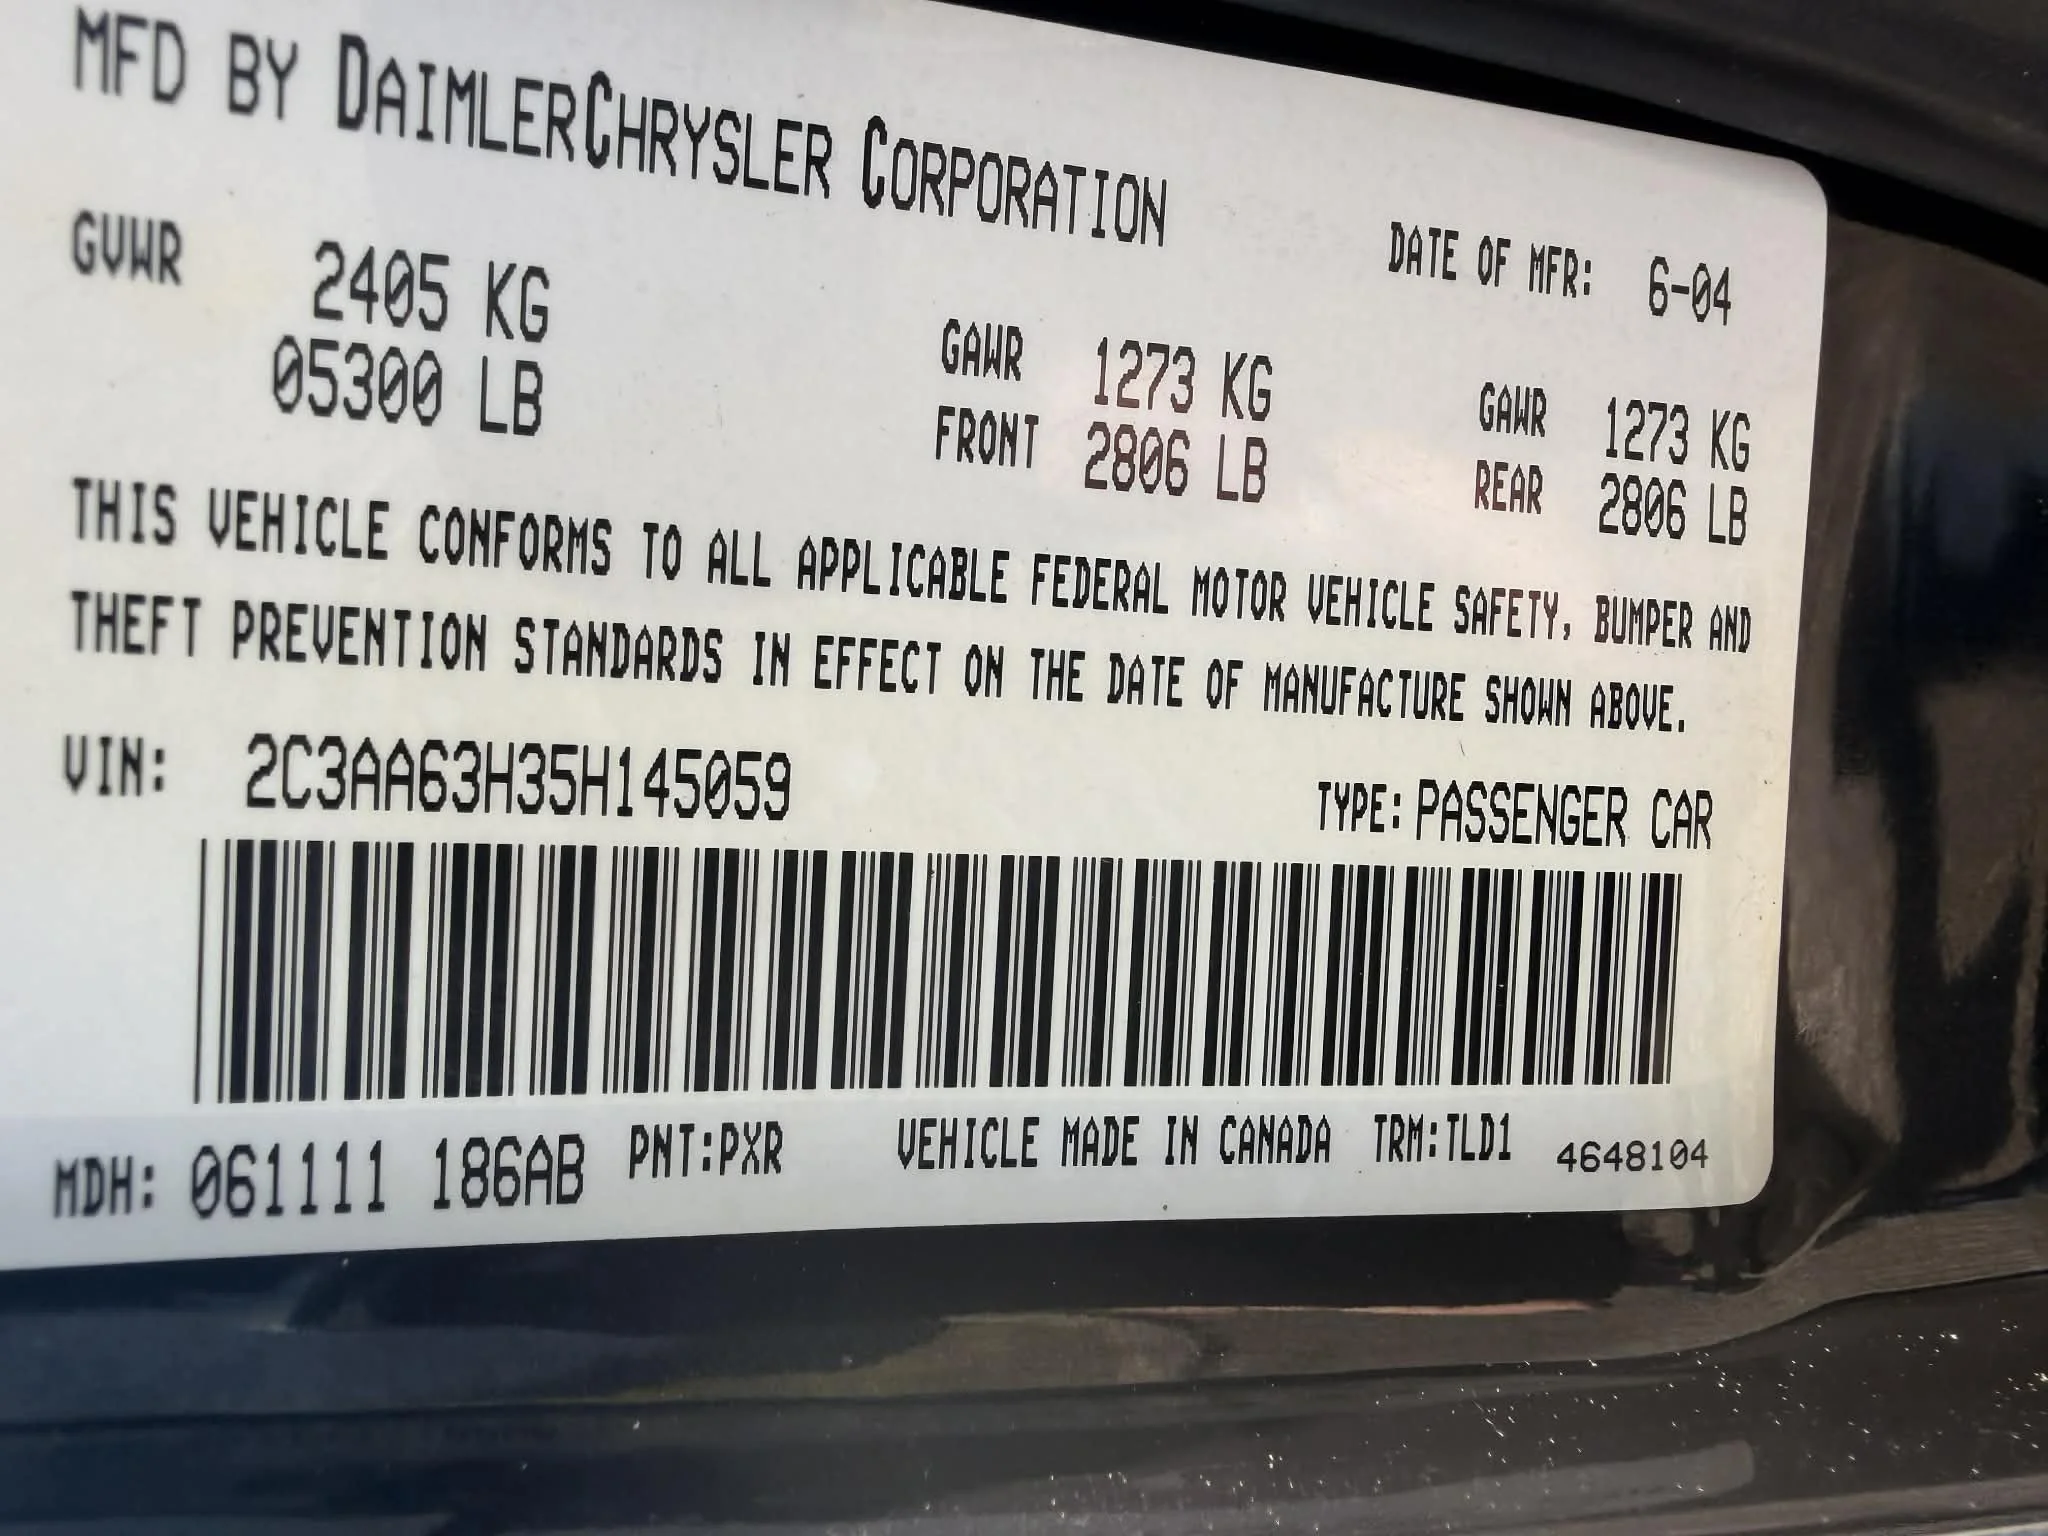 MFD BY DAIMLERCHRYSLER CORPORATION
DATE OF MFR: 6-04
GVWR 2405 KG
05300 LB
GAWR 1273 KG
FRONT 2806 LB
GAWR 1273 KG
REAR 2806 LB
THIS VEHICLE CONFORMS TO ALL APPLICABLE FEDERAL MOTOR VEHICLE SAFETY, BUMPER AND
THEFT PREVENTION STANDARDS IN EFFECT ON THE DATE OF MANUFACTURE SHOWN ABOVE.
VIN: 2C3AA63H35H145059
TYPE: PASSENGER CAR
MDH: 061111 186AB PNT:PXR VEHICLE MADE IN CANADA TRM:TLD1 4648104